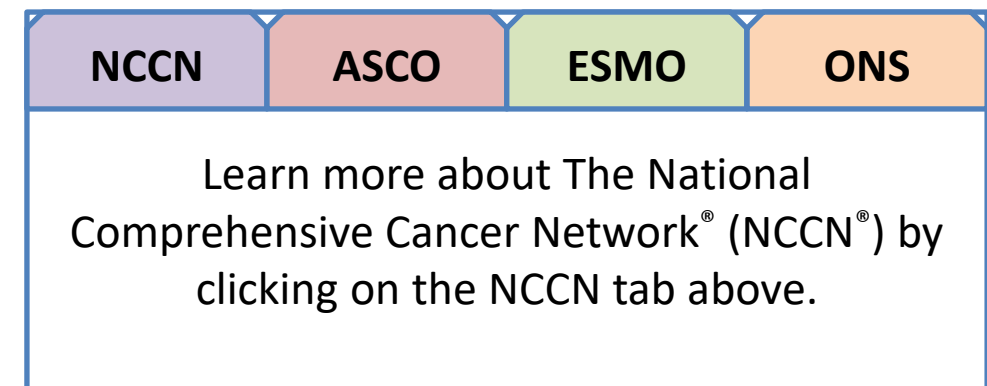 NCCN ASCO ESMO ONS
Learn more about The National
Comprehensive Cancer Network® (NCCN®) by
clicking on the NCCN tab above.